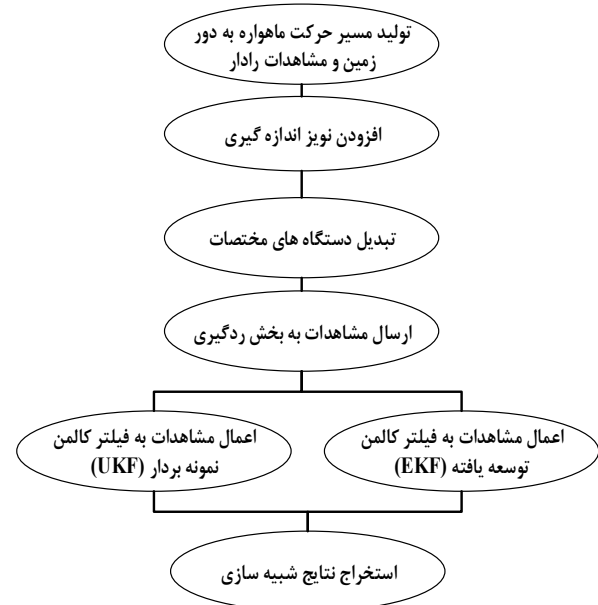 تولید مسیر حرکت ماهواره به دور
زمین و مشاهدات رادار
افزودن نویز اندازه گیری
تبدیل دستگاه های مختصات
ارسال مشاهدات به بخش ردگیری
اعمال مشاهدات به فیلتر کالمن
توسعه یافته (EKF)
اعمال مشاهدات به فیلتر کالمن
نمونه بردار (UKF)
استخراج نتایج شبیه سازی